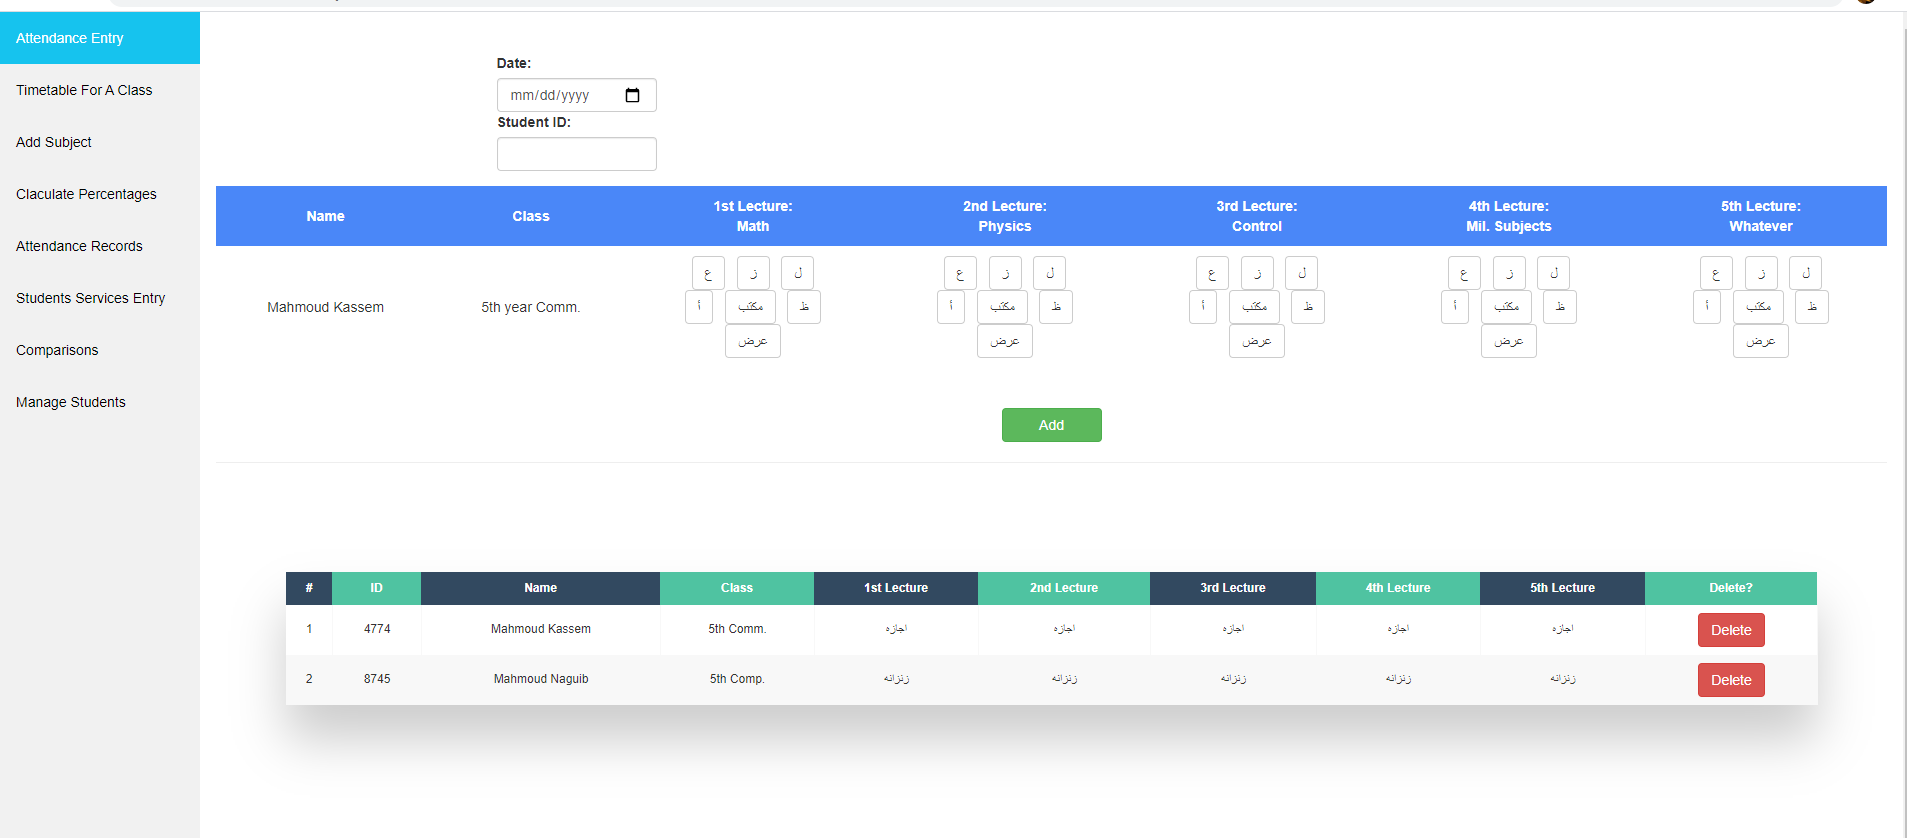 Attendance Entry
Timetable For A Class
Add Subject
Claculate Percentages
Attendance Records
Students Services Entry
Comparisons
Manage Students
Date:
mm/dd/yyyy
Student ID:
Name Class 1st Lecture: 2nd Lecture: 3rd Lecture: 4th Lecture: 5th Lecture:
Math Physics Control Mil. Subjects Whatever
ع ز ل ع ز ل ع ز ل ع ز ل ع ز ل
Mahmoud Kassem 5th year Comm. أ مكتب ظ أ مكتب ظ أ مكتب ظ أ مكتب ظ أ مكتب ظ
عرض عرض عرض عرض عرض
Add
# ID Name Class 1st Lecture 2nd Lecture 3rd Lecture 4th Lecture 5th Lecture Delete?
1 4774 Mahmoud Kassem 5th Comm. اجازه اجازه اجازه اجازه اجازه Delete
2 8745 Mahmoud Naguib 5th Comp. زنزانه زنزانه زنزانه زنزانه زنزانه Delete